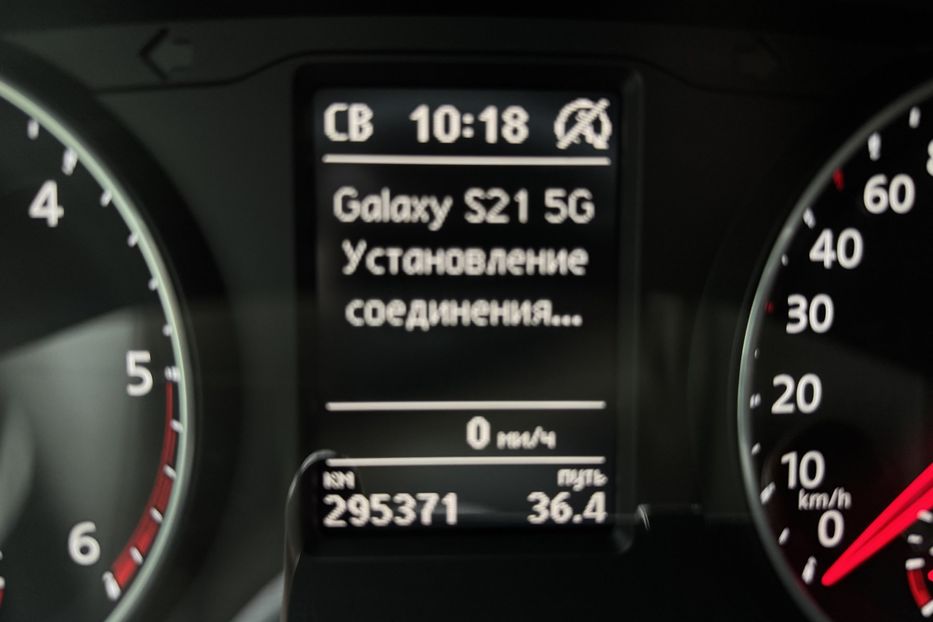 СВ 10:18
Galaxy S21 5G
Установление
соединения...
0 ми/ч
км путь
295371 36.4
4
5
6
60
40
30
20
10
km/h
0